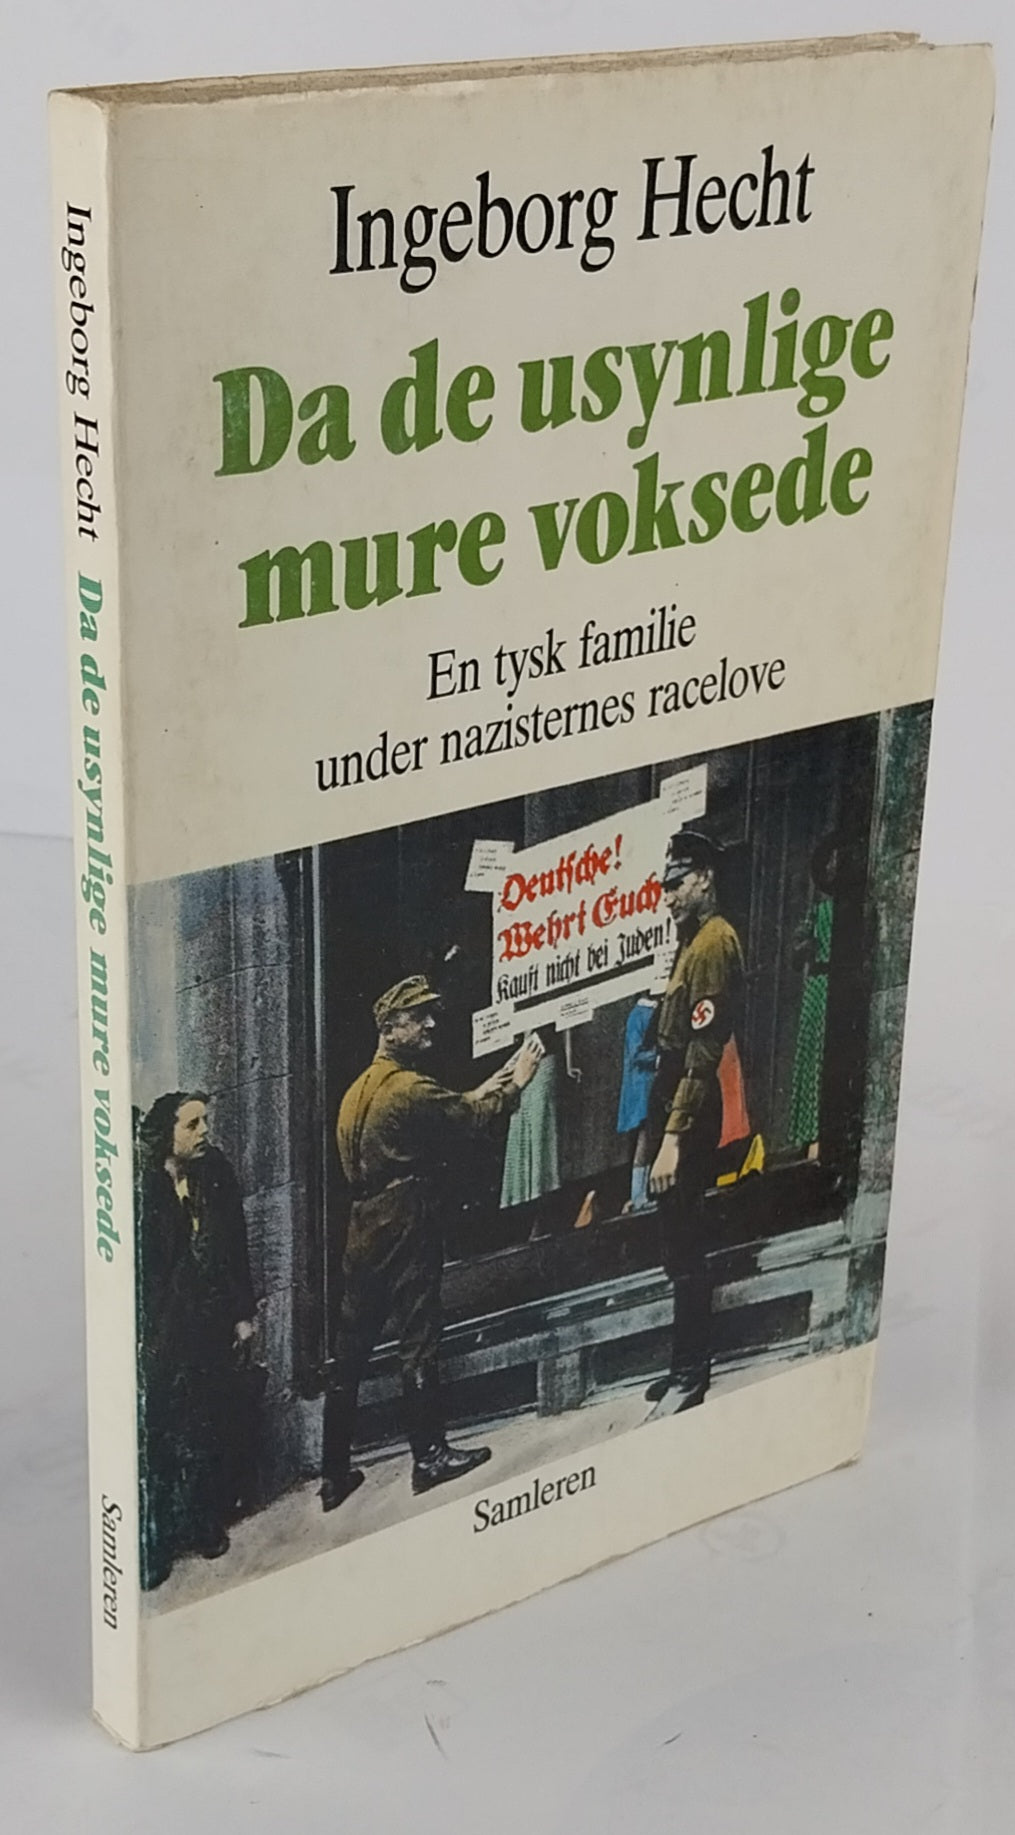 Ingeborg Hecht
Da de usynlige
mure voksede
En tysk familie
under nazisternes racelove
Deutsche!
Wehrt Euch
Kauft nicht bei Juden!
Samleren
Ingeborg Hecht Da de usynlige mure voksede Samleren